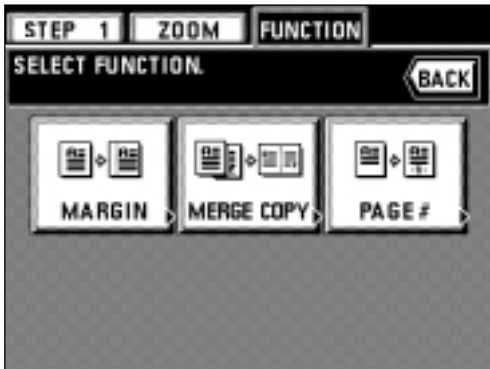 STEP 1 ZOOM FUNCTION
SELECT FUNCTION.
BACK
MARGIN MERGE COPY PAGE #